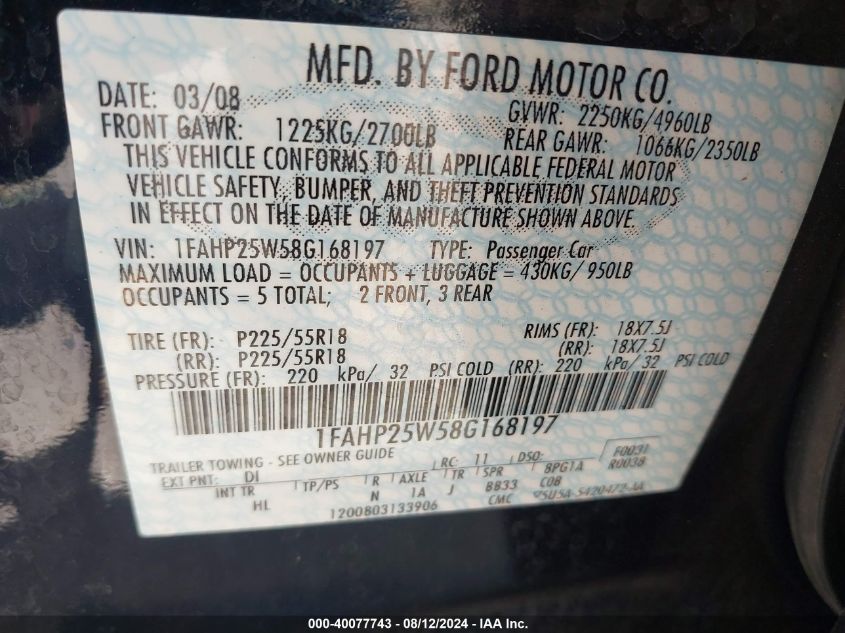 MFD. BY FORD MOTOR CO.
DATE: 03/08 GVWR: 2250KG/4960LB
FRONT GAWR: 1225KG/2700LB REAR GAWR: 1066KG/2350LB
THIS VEHICLE CONFORMS TO ALL APPLICABLE FEDERAL MOTOR
VEHICLE SAFETY, BUMPER, AND THEFT PREVENTION STANDARDS
IN EFFECT ON THE DATE OF MANUFACTURE SHOWN ABOVE.
VIN: 1FAHP25W58G168197 TYPE: Passenger Car
MAXIMUM LOAD = OCCUPANTS + LUGGAGE = 430KG/ 950LB
OCCUPANTS = 5 TOTAL; 2 FRONT, 3 REAR
TIRE (FR): P225/55R18 RIMS (FR): 18X7.5J
(RR): P225/55R18 (RR): 18X7.5J
PRESSURE (FR): 220 kPa/ 32 PSI COLD (RR): 220 kPa/ 32 PSI COLD
1FAHP25W58G168197
TRAILER TOWING - SEE OWNER GUIDE RC: 11 DSO: F0031
EXT PNT: DI R0038
INT TR TP/PS R AXLE TR SPR BPG1A
HL N 1A J 8833 COB
1200803133906 CMC
000-40077743 - 08/12/2024 - IAA Inc.